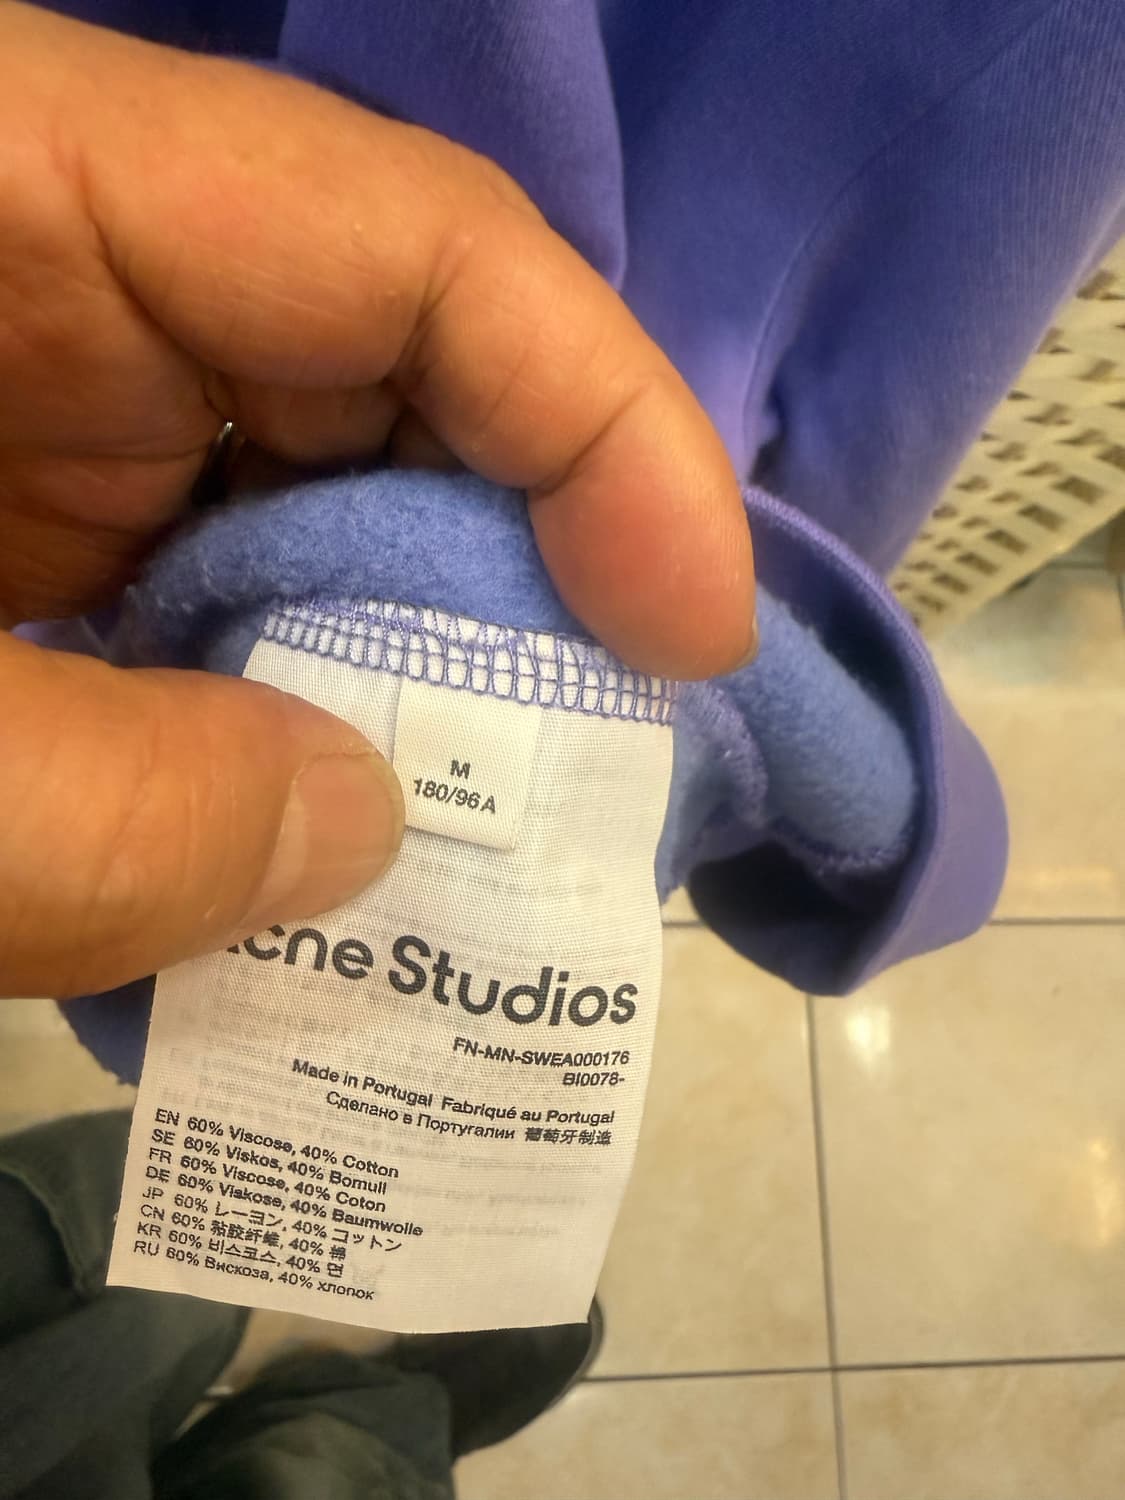 M
180/96A
Acne Studios
FN-MN-SWEA000176
BI0078-
Made in Portugal Fabriqué au Portugal
Сделано в Португалии 葡萄牙制造
EN 60% Viscose, 40% Cotton
SE 60% Viskos, 40% Bomull
FR 60% Viscose, 40% Coton
DE 60% Viskose, 40% Baumwolle
JP 60% レーヨン, 40% コットン
CN 60% 粘胶纤维, 40% 棉
KR 60% 비스코스, 40% 면
RU 60% Вискоза, 40% хлопок